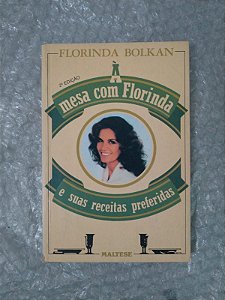 FLORINDA BOLKAN
2ª EDIÇÃO
À
mesa com Florinda
e suas receitas preferidas
MALTESE